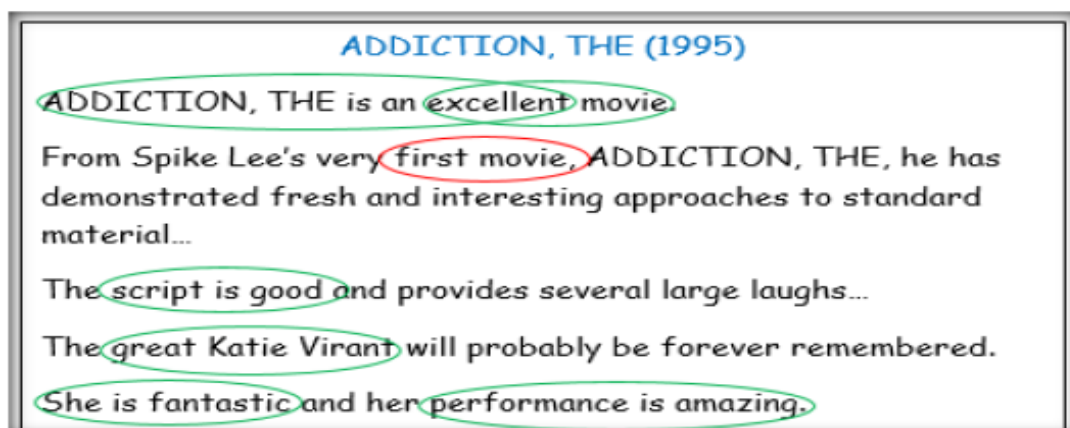 ADDICTION, THE (1995)
ADDICTION, THE is an excellent movie.
From Spike Lee's very first movie, ADDICTION, THE, he has
demonstrated fresh and interesting approaches to standard
material...
The script is good and provides several large laughs...
The great Katie Virant will probably be forever remembered.
She is fantastic and her performance is amazing.